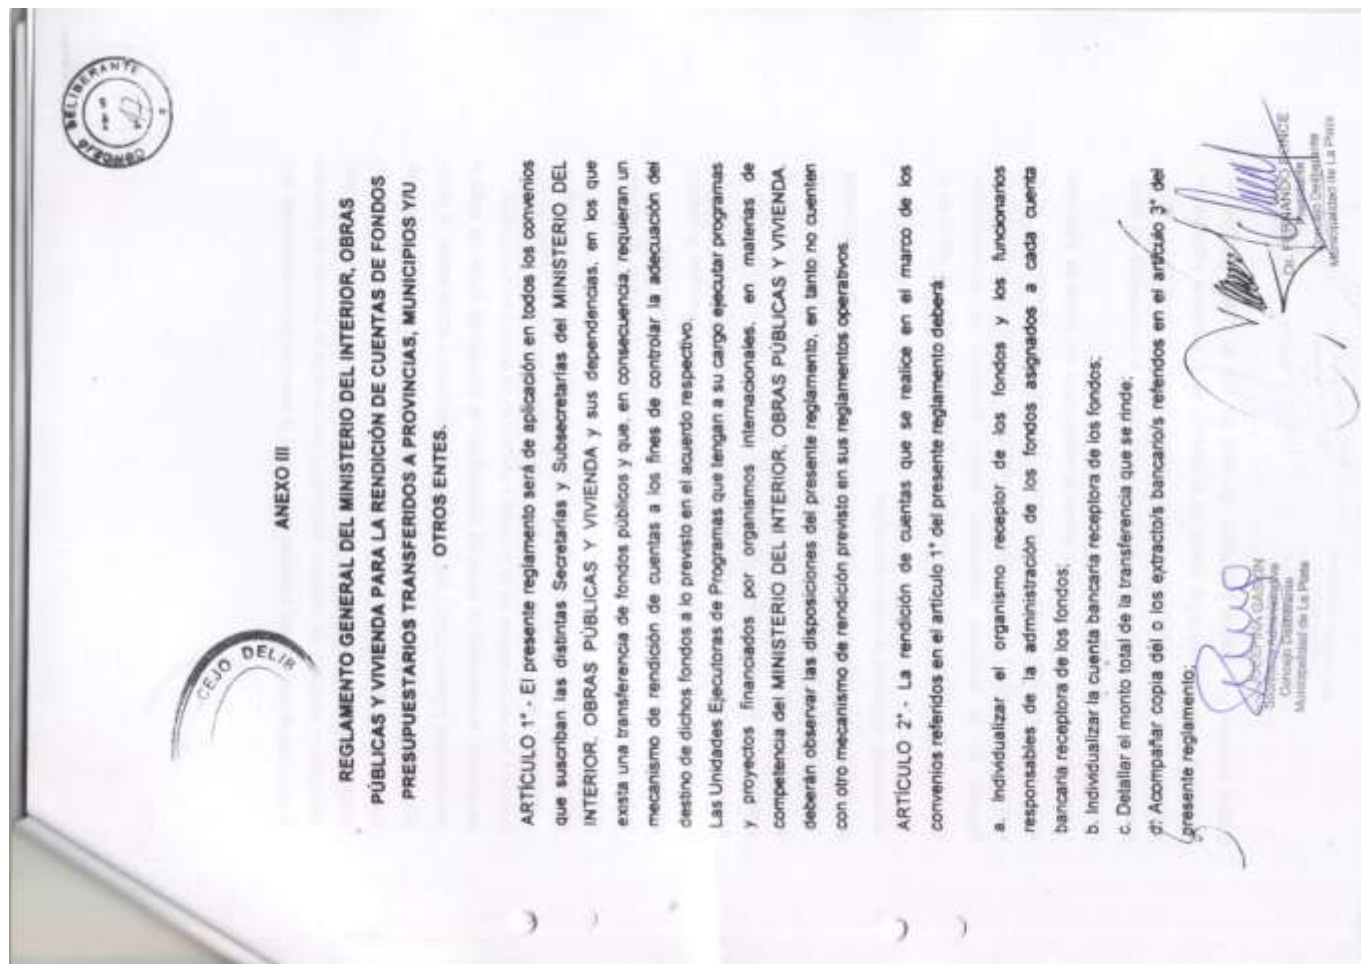 CONCEJO DELIBERANTE
CEJO DELIB
ANEXO III
REGLAMENTO GENERAL DEL MINISTERIO DEL INTERIOR, OBRAS
PÚBLICAS Y VIVIENDA PARA LA RENDICIÓN DE CUENTAS DE FONDOS
PRESUPUESTARIOS TRANSFERIDOS A PROVINCIAS, MUNICIPIOS Y/U
OTROS ENTES.
ARTÍCULO 1°.- El presente reglamento será de aplicación en todos los convenios
que suscriban las distintas Secretarías y Subsecretarías del MINISTERIO DEL
INTERIOR, OBRAS PÚBLICAS Y VIVIENDA y sus dependencias, en los que
exista una transferencia de fondos públicos y que, en consecuencia, requieran un
mecanismo de rendición de cuentas a los fines de controlar la adecuación del
destino de dichos fondos a lo previsto en el acuerdo respectivo.
Las Unidades Ejecutoras de Programas que tengan a su cargo ejecutar programas
y proyectos financiados por organismos internacionales, en materias de
competencia del MINISTERIO DEL INTERIOR, OBRAS PÚBLICAS Y VIVIENDA,
deberán observar las disposiciones del presente reglamento, en tanto no cuenten
con otro mecanismo de rendición previsto en sus reglamentos operativos.
ARTÍCULO 2°.- La rendición de cuentas que se realice en el marco de los
convenios referidos en el artículo 1° del presente reglamento deberá:
a. Individualizar el organismo receptor de los fondos y los funcionarios
responsables de la administración de los fondos asignados a cada cuenta
bancaria receptora de los fondos;
b. Individualizar la cuenta bancaria receptora de los fondos;
c. Detallar el monto total de la transferencia que se rinde;
d. Acompañar copia del o los extracto/s bancario/s referidos en el artículo 3° del
presente reglamento;
Concejo Deliberante
Municipalidad de La Plata
Dr. FERNANDO PONCE
Presidente
Concejo Deliberante
Municipalidad de La Plata